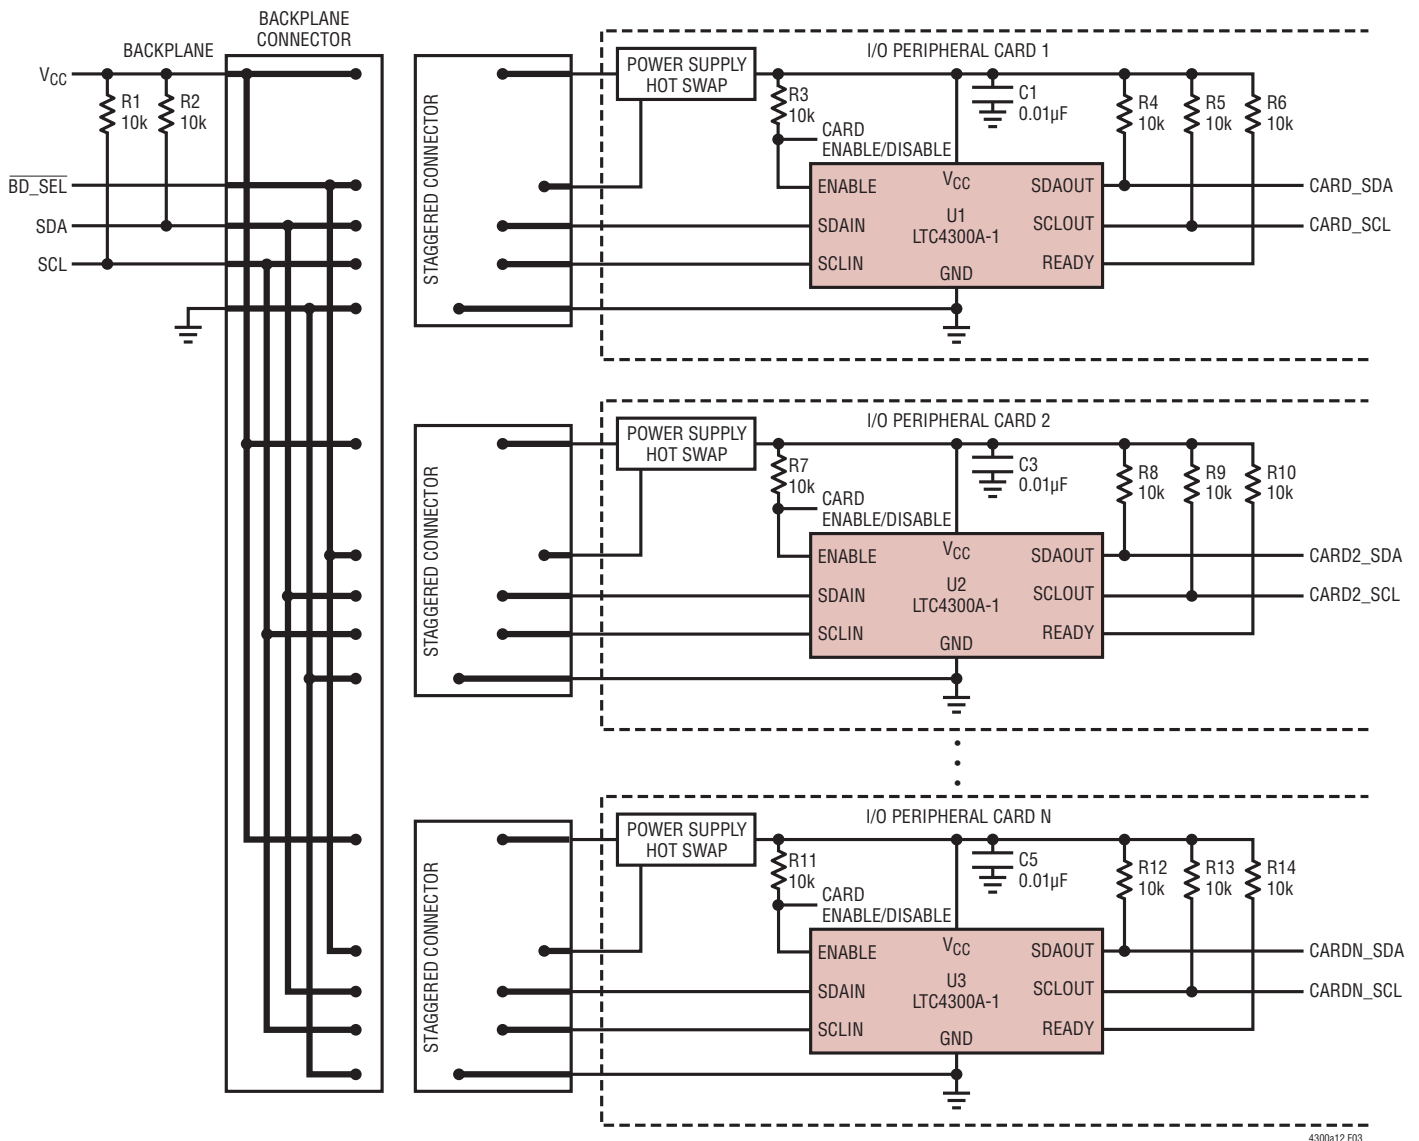 BACKPLANE
CONNECTOR
BACKPLANE
VCC
R1
10k
R2
10k
BD_SEL
SDA
SCL
STAGGERED CONNECTOR
POWER SUPPLY
HOT SWAP
I/O PERIPHERAL CARD 1
R3
10k
CARD
ENABLE/DISABLE
C1
0.01µF
R4
10k
R5
10k
R6
10k
ENABLE
VCC
SDAOUT
CARD_SDA
SDAIN
U1
LTC4300A-1
SCLOUT
CARD_SCL
SCLIN
GND
READY
STAGGERED CONNECTOR
POWER SUPPLY
HOT SWAP
I/O PERIPHERAL CARD 2
R7
10k
CARD
ENABLE/DISABLE
C3
0.01µF
R8
10k
R9
10k
R10
10k
ENABLE
VCC
SDAOUT
CARD2_SDA
SDAIN
U2
LTC4300A-1
SCLOUT
CARD2_SCL
SCLIN
GND
READY
STAGGERED CONNECTOR
POWER SUPPLY
HOT SWAP
I/O PERIPHERAL CARD N
R11
10k
CARD
ENABLE/DISABLE
C5
0.01µF
R12
10k
R13
10k
R14
10k
ENABLE
VCC
SDAOUT
CARDN_SDA
SDAIN
U3
LTC4300A-1
SCLOUT
CARDN_SCL
SCLIN
GND
READY
4300a12 F03